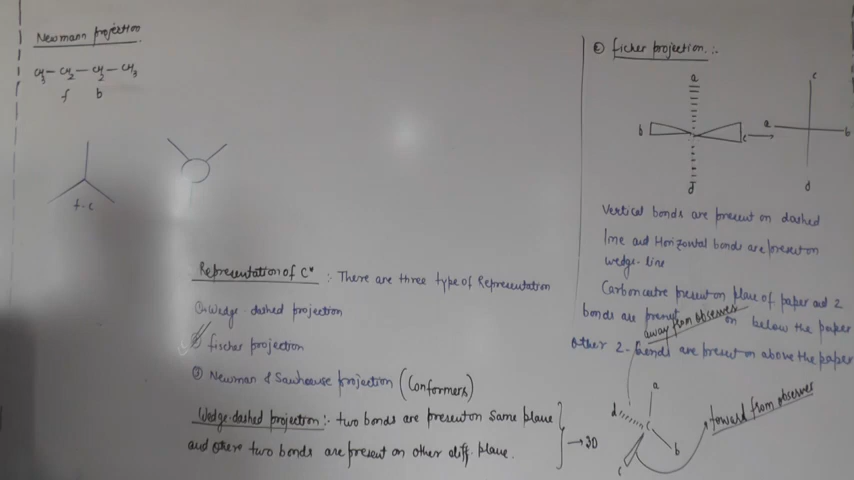 Newmann projection
CH3 - CH2 - CH2 - CH3
f b
f-c
Representation of C* :- There are three type of Representation
① Wedge-dashed projection
② fischer projection
③ Newman & Sawhouse projection (Conformers)
Wedge-dashed projection :- two bonds are present on same plane
and others two bonds are present on other diff. plane.
→ 3D
② ficher projection :-
a
b c
d
c
a b
d
Vertical bonds are present on dashed
line and Horizontal bonds are present on
wedge-line
Carbon centre present on plane of paper and 2
bonds are present on below the paper
away from observer
Other 2-bonds are present on above the paper
a
d C b
c
toward from observer